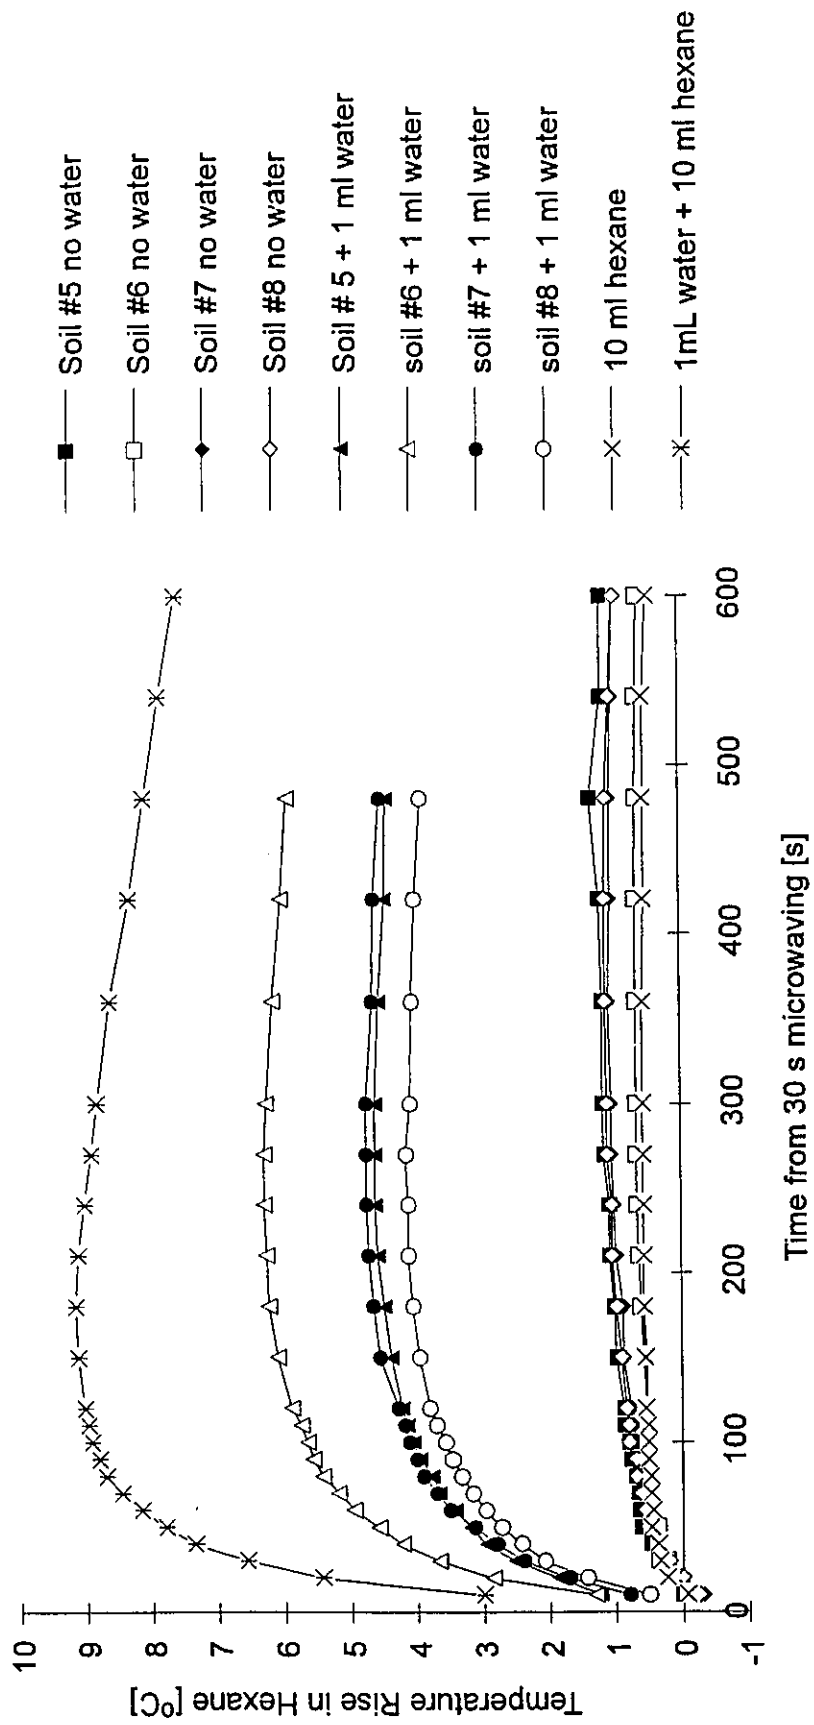 Temperature Rise in Hexane [⁰C]
10
9
8
7
6
5
4
3
2
1
0
-1
0
100
200
300
400
500
600
Time from 30 s microwaving [s]
Soil #5 no water
Soil #6 no water
Soil #7 no water
Soil #8 no water
Soil # 5 + 1 ml water
soil #6 + 1 ml water
soil #7 + 1 ml water
soil #8 + 1 ml water
10 ml hexane
1mL water + 10 ml hexane